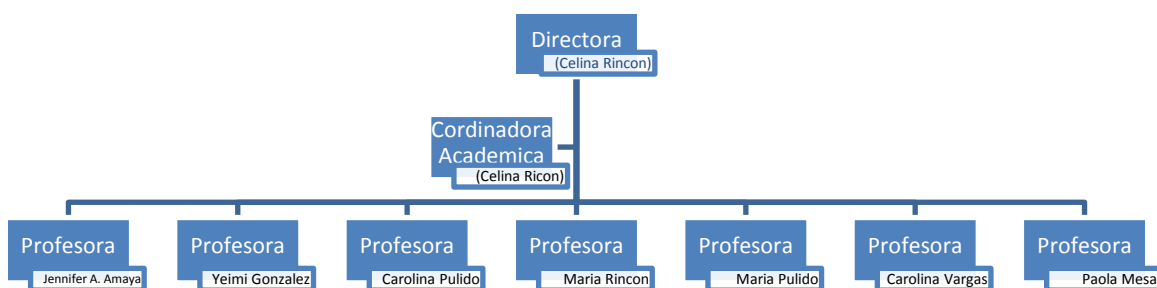 Directora
(Celina Rincon)
Cordinadora
Academica
(Celina Ricon)
Profesora
Jennifer A. Amaya
Profesora
Yeimi Gonzalez
Profesora
Carolina Pulido
Profesora
Maria Rincon
Profesora
Maria Pulido
Profesora
Carolina Vargas
Profesora
Paola Mesa